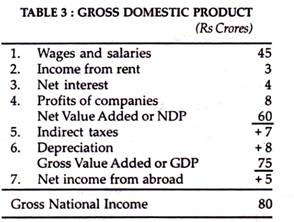 TABLE 3 : GROSS DOMESTIC PRODUCT
(Rs Crores)
1. Wages and salaries 45
2. Income from rent 3
3. Net interest 4
4. Profits of companies 8
Net Value Added or NDP 60
5. Indirect taxes + 7
6. Depreciation + 8
Gross Value Added or GDP 75
7. Net income from abroad + 5
Gross National Income 80